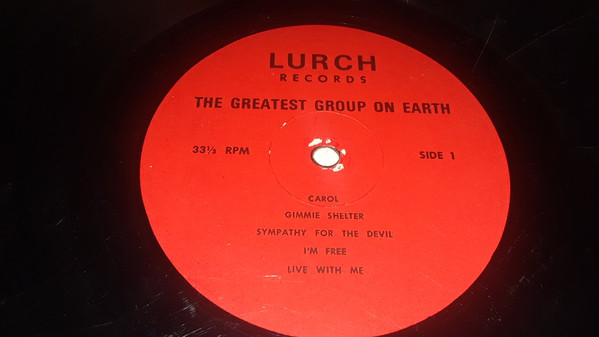 LURCH
RECORDS
THE GREATEST GROUP ON EARTH
33⅓ RPM
SIDE 1
CAROL
GIMMIE SHELTER
SYMPATHY FOR THE DEVIL
I'M FREE
LIVE WITH ME